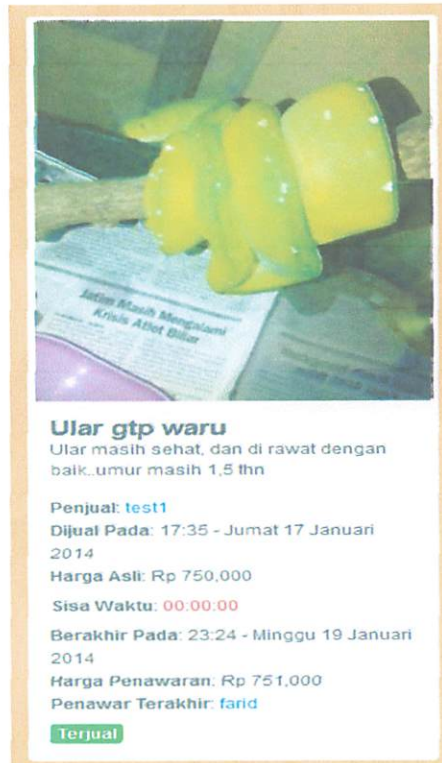 Jatim Masih Mengalami
Krisis Atlet Biliar
Ular gtp waru
Ular masih sehat, dan di rawat dengan
baik..umur masih 1,5 thn
Penjual: test1
Dijual Pada: 17:35 - Jumat 17 Januari
2014
Harga Asli: Rp 750,000
Sisa Waktu: 00:00:00
Berakhir Pada: 23:24 - Minggu 19 Januari
2014
Harga Penawaran: Rp 751,000
Penawar Terakhir: farid
Terjual